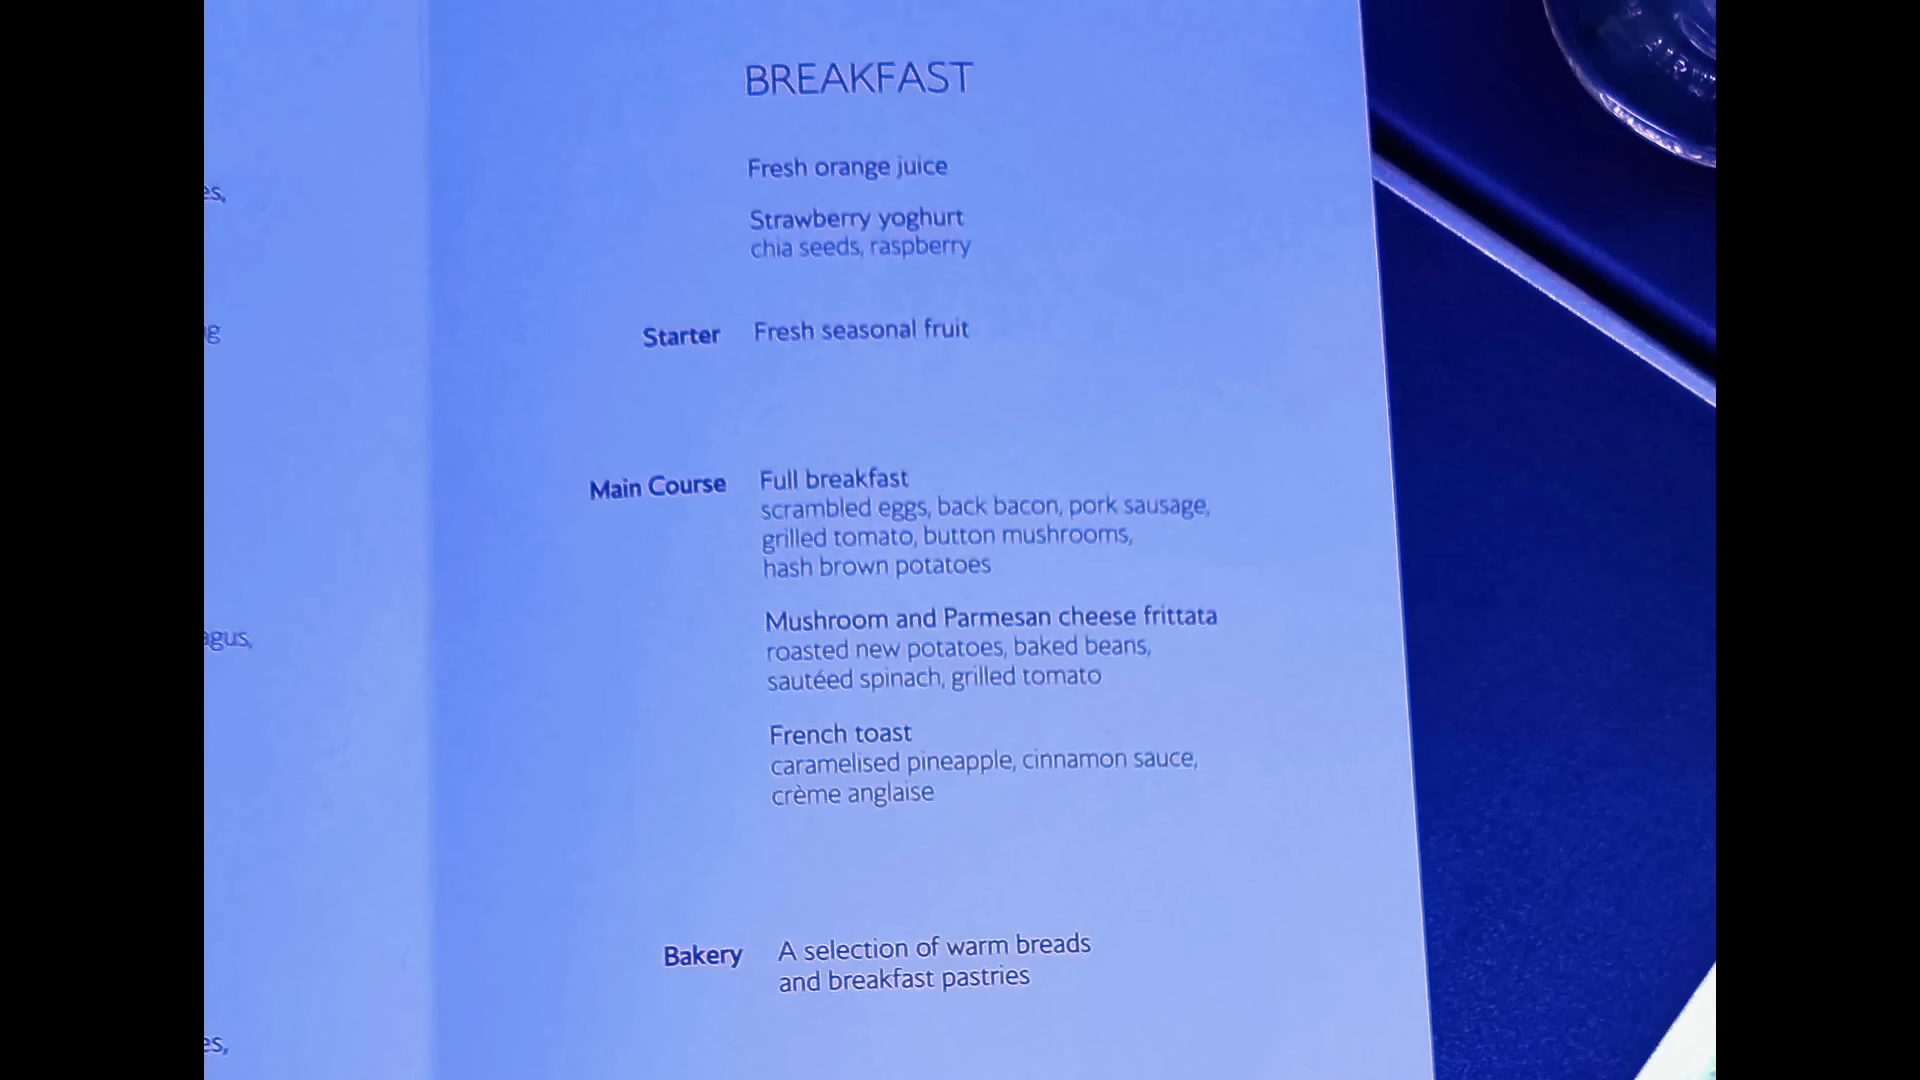 BREAKFAST
Fresh orange juice
Strawberry yoghurt
chia seeds, raspberry
Starter Fresh seasonal fruit
Main Course Full breakfast
scrambled eggs, back bacon, pork sausage,
grilled tomato, button mushrooms,
hash brown potatoes
Mushroom and Parmesan cheese frittata
roasted new potatoes, baked beans,
sautéed spinach, grilled tomato
French toast
caramelised pineapple, cinnamon sauce,
crème anglaise
Bakery A selection of warm breads
and breakfast pastries